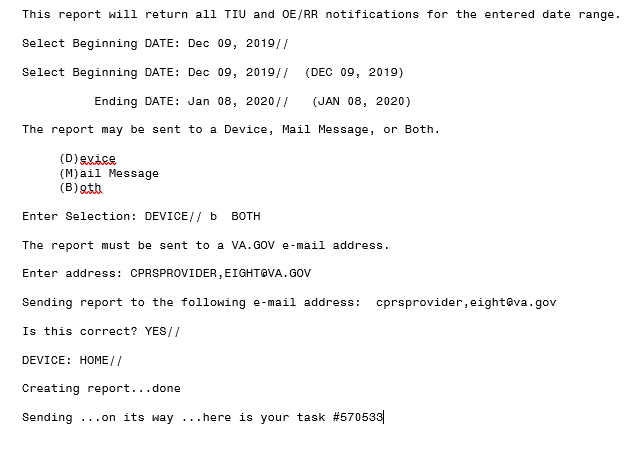 This report will return all TIU and OE/RR notifications for the entered date range.
Select Beginning DATE: Dec 09, 2019//
Select Beginning DATE: Dec 09, 2019//  (DEC 09, 2019)
Ending DATE: Jan 08, 2020//   (JAN 08, 2020)
The report may be sent to a Device, Mail Message, or Both.
(D)evice
(M)ail Message
(B)oth
Enter Selection: DEVICE// b  BOTH
The report must be sent to a VA.GOV e-mail address.
Enter address: CPRSPROVIDER,EIGHT@VA.GOV
Sending report to the following e-mail address:  cprsprovider,eight@va.gov
Is this correct? YES//
DEVICE: HOME//
Creating report...done
Sending ...on its way ...here is your task #570533